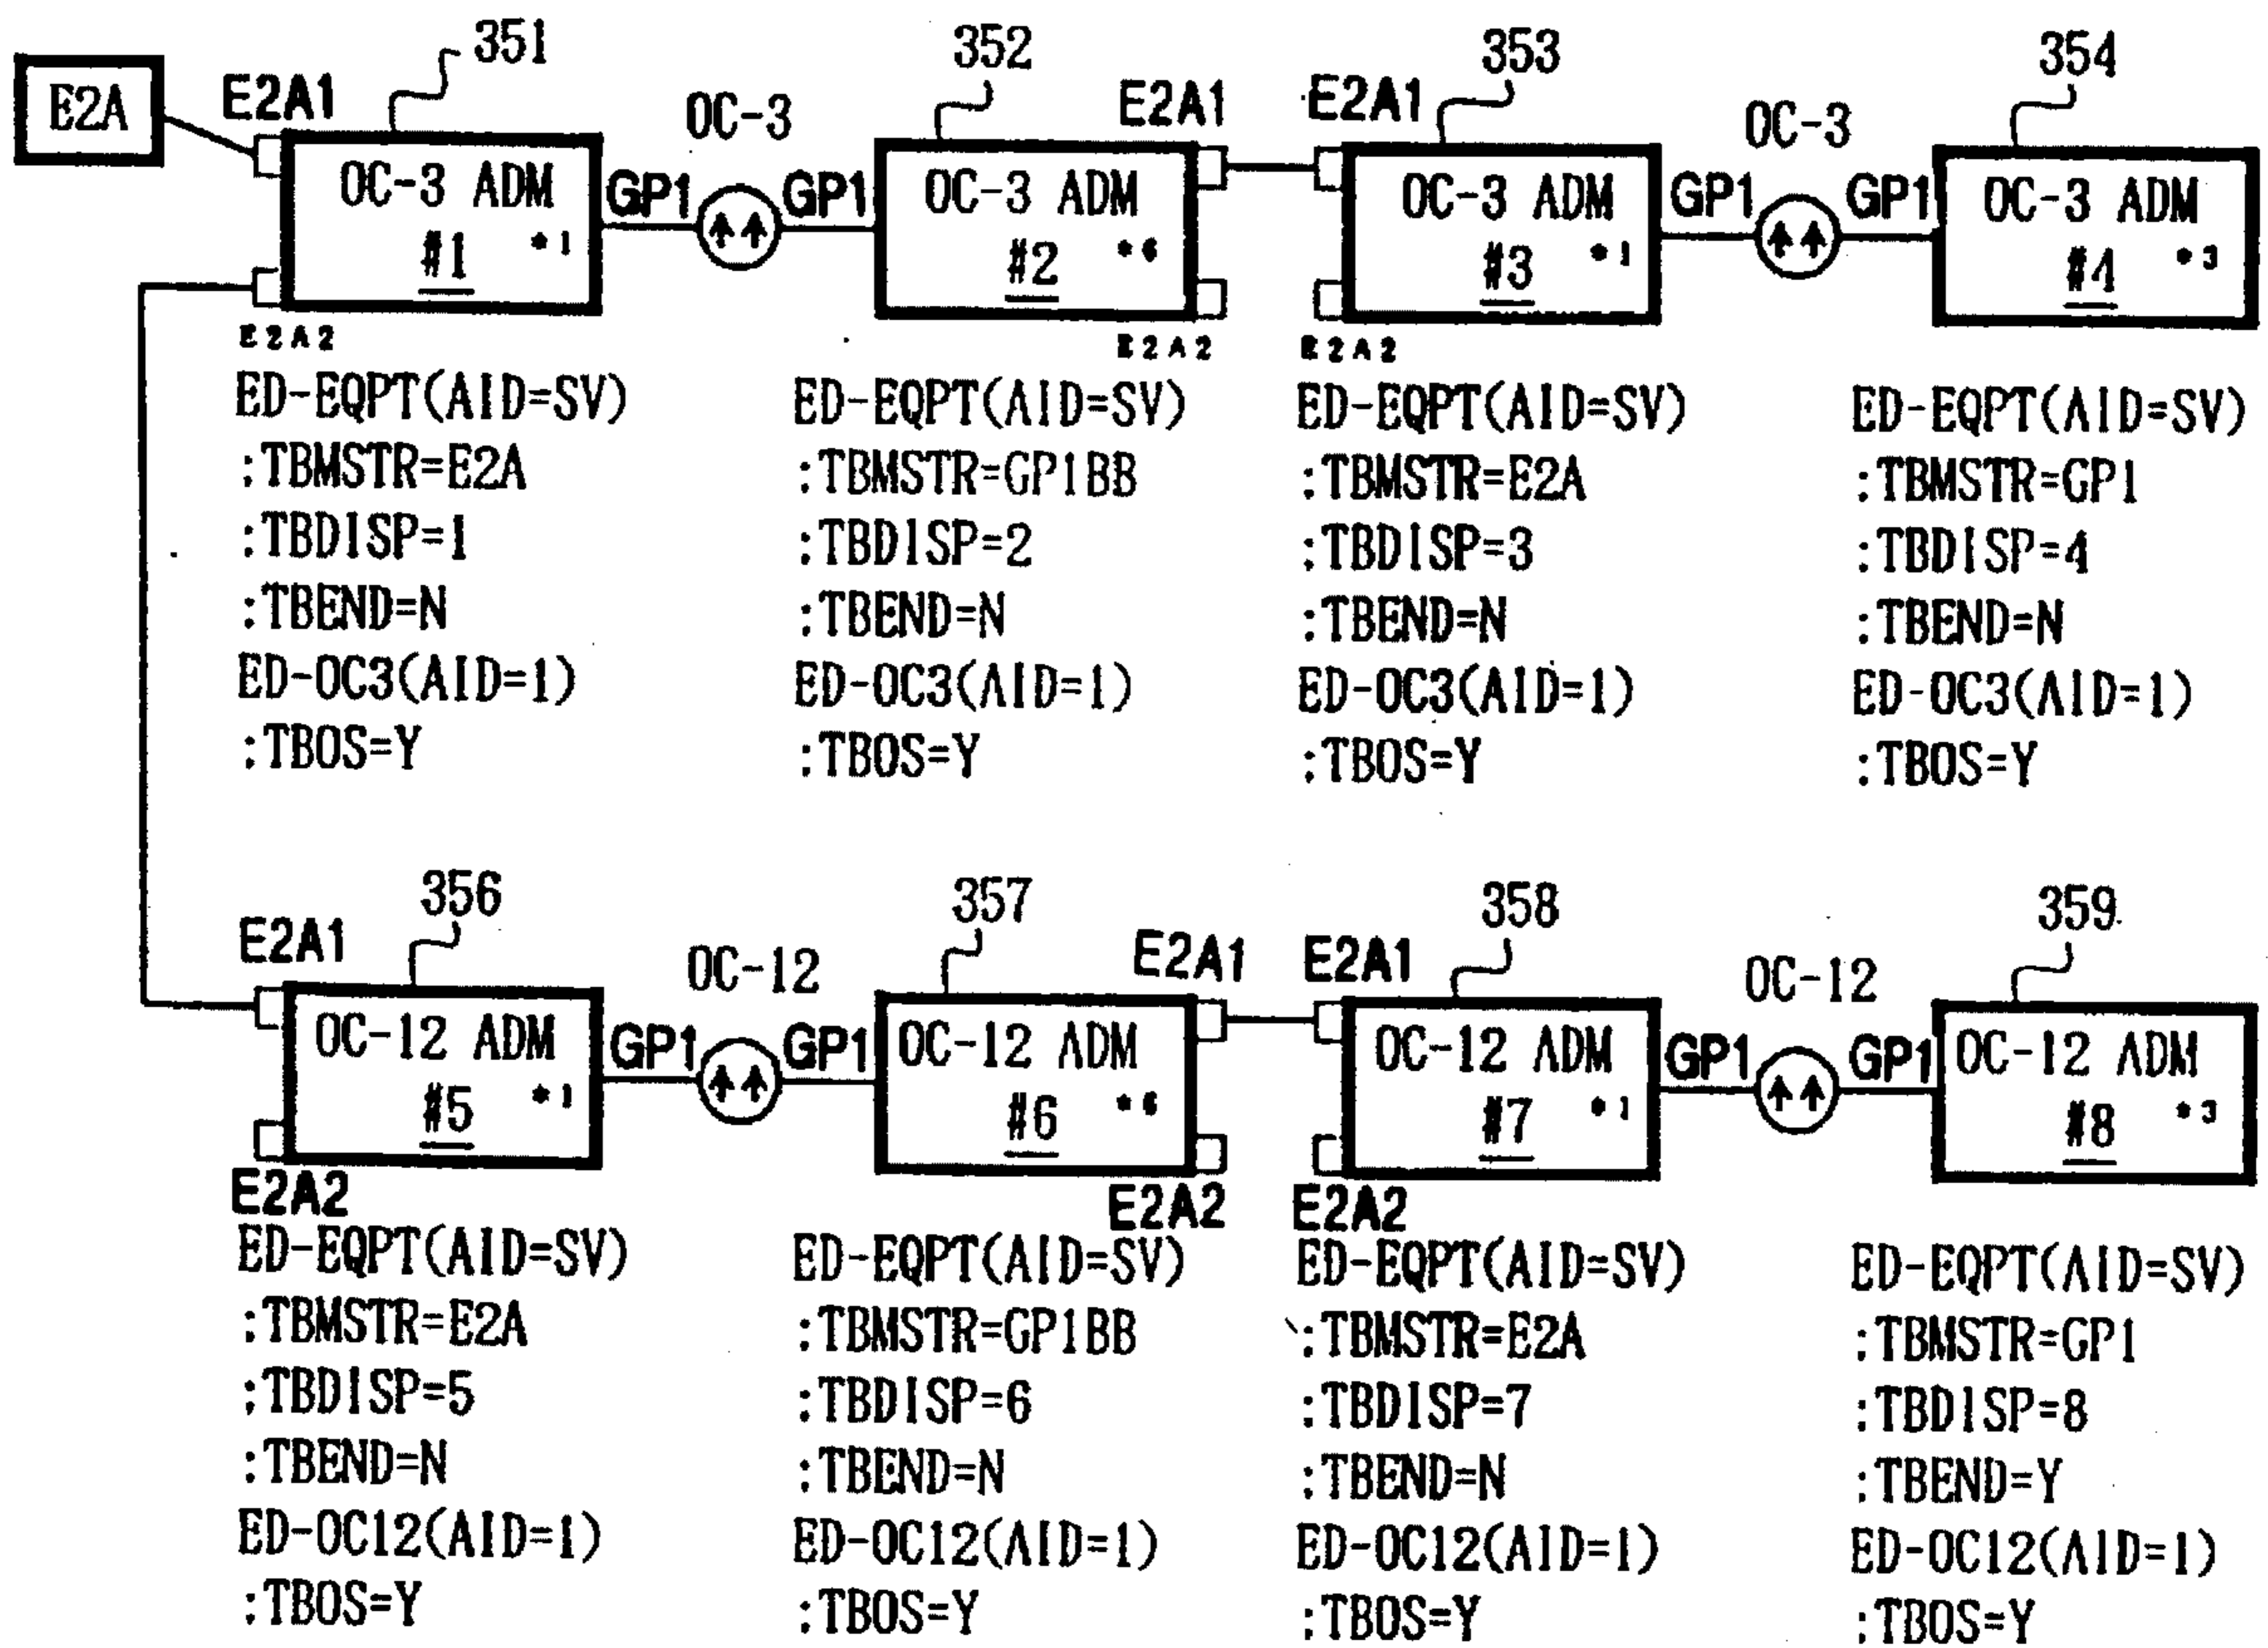 351
352
353
354
E2A
E2A1
OC-3
E2A1
E2A1
OC-3
OC-3 ADM
#1 *1
GP1
GP1
OC-3 ADM
#2 *6
OC-3 ADM
#3 *1
GP1
GP1
OC-3 ADM
#4 *3
E2A2
E2A2
E2A2
ED-EQPT(AID=SV)
:TBMSTR=E2A
:TBDISP=1
:TBEND=N
ED-OC3(AID=1)
:TBOS=Y
ED-EQPT(AID=SV)
:TBMSTR=GP1BB
:TBDISP=2
:TBEND=N
ED-OC3(AID=1)
:TBOS=Y
ED-EQPT(AID=SV)
:TBMSTR=E2A
:TBDISP=3
:TBEND=N
ED-OC3(AID=1)
:TBOS=Y
ED-EQPT(AID=SV)
:TBMSTR=GP1
:TBDISP=4
:TBEND=N
ED-OC3(AID=1)
:TBOS=Y
356
357
358
359
E2A1
OC-12
E2A1
E2A1
OC-12
OC-12 ADM
#5 *1
GP1
GP1
OC-12 ADM
#6 *6
OC-12 ADM
#7 *1
GP1
GP1
OC-12 ADM
#8 *3
E2A2
E2A2
E2A2
ED-EQPT(AID=SV)
:TBMSTR=E2A
:TBDISP=5
:TBEND=N
ED-OC12(AID=1)
:TBOS=Y
ED-EQPT(AID=SV)
:TBMSTR=GP1BB
:TBDISP=6
:TBEND=N
ED-OC12(AID=1)
:TBOS=Y
ED-EQPT(AID=SV)
:TBMSTR=E2A
:TBDISP=7
:TBEND=N
ED-OC12(AID=1)
:TBOS=Y
ED-EQPT(AID=SV)
:TBMSTR=GP1
:TBDISP=8
:TBEND=Y
ED-OC12(AID=1)
:TBOS=Y